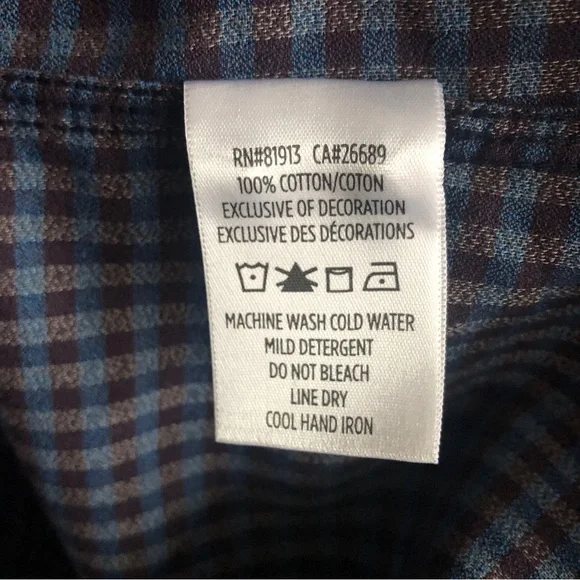 RN#81913 CA#26689
100% COTTON/COTON
EXCLUSIVE OF DECORATION
EXCLUSIVE DES DÉCORATIONS
MACHINE WASH COLD WATER
MILD DETERGENT
DO NOT BLEACH
LINE DRY
COOL HAND IRON